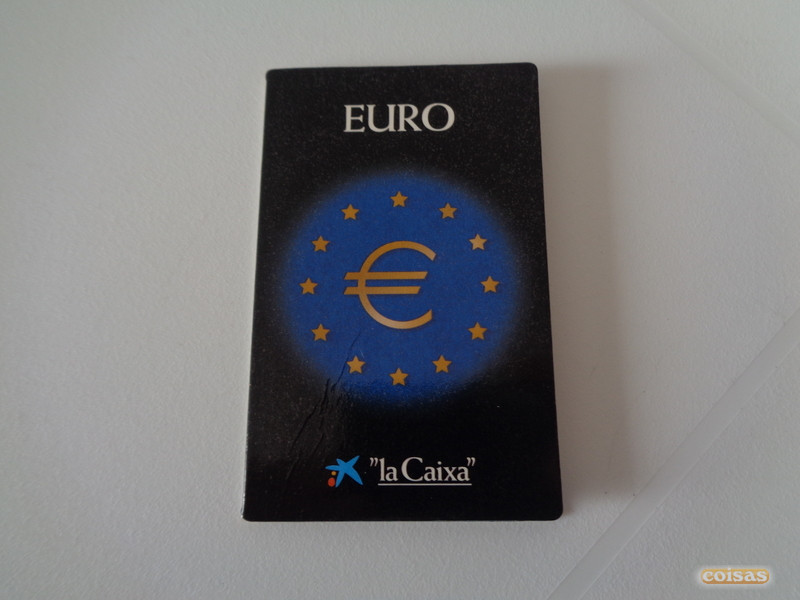 EURO
€
"la Caixa"
coisas